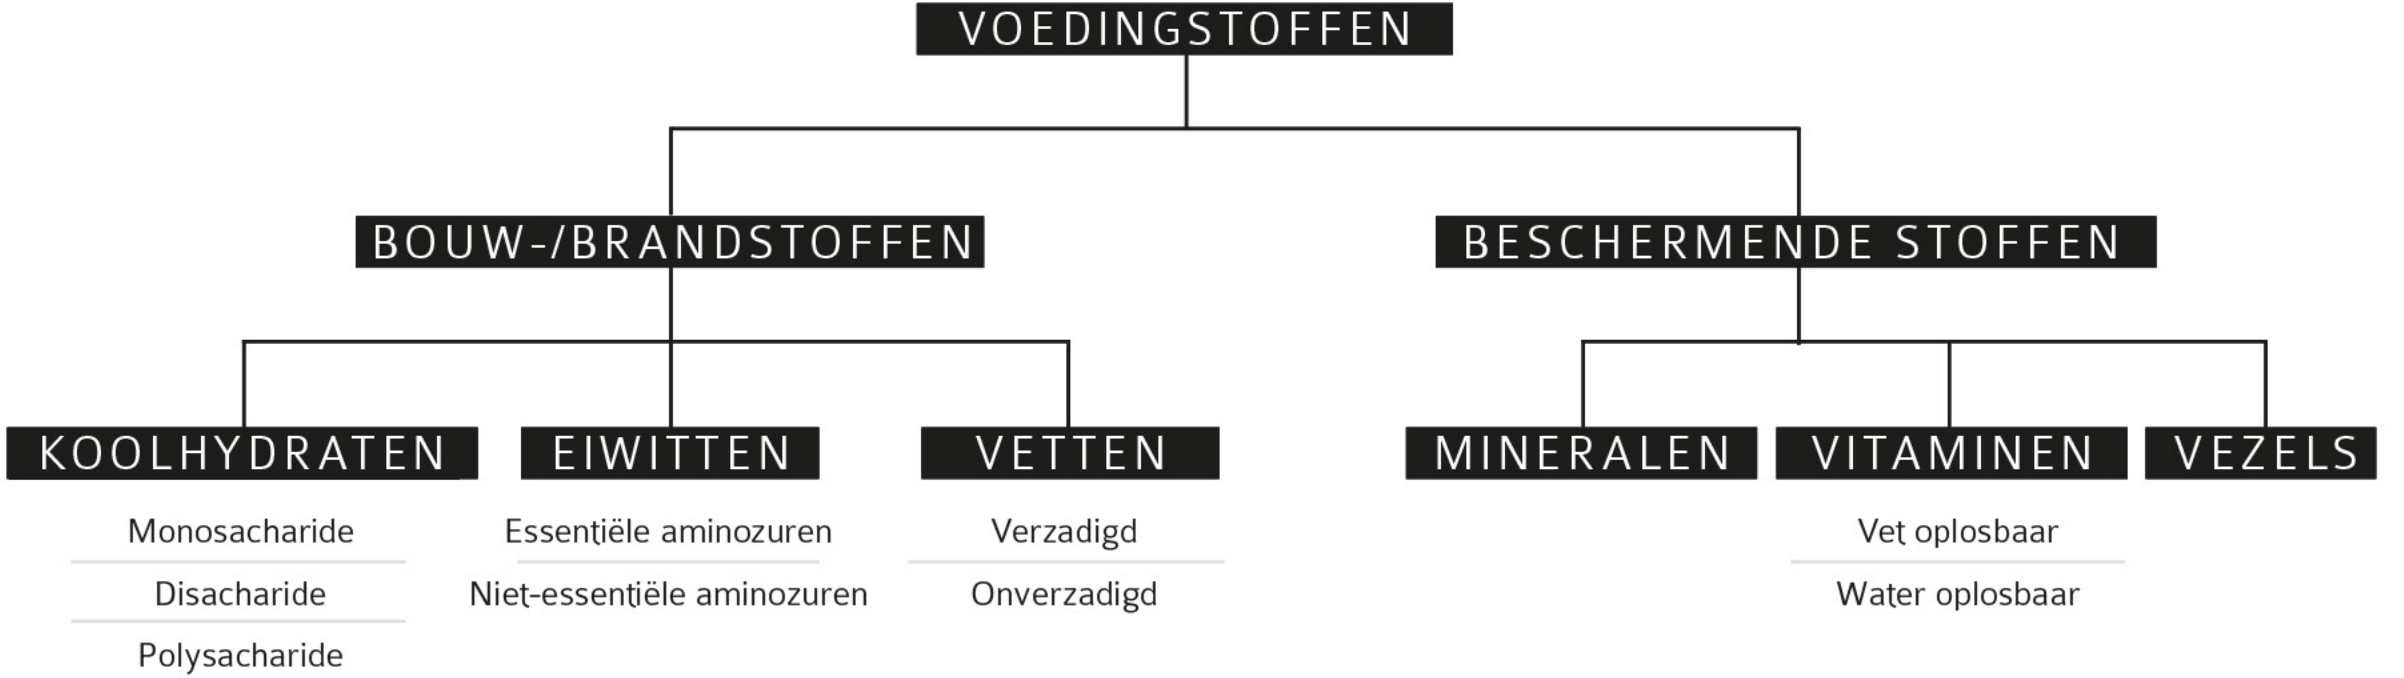 VOEDINGSTOFFEN
BOUW-/BRANDSTOFFEN
BESCHERMENDE STOFFEN
KOOLHYDRATEN
EIWITTEN
VETTEN
MINERALEN
VITAMINEN
VEZELS
Monosacharide
Essentiële aminozuren
Verzadigd
Vet oplosbaar
Disacharide
Niet-essentiële aminozuren
Onverzadigd
Water oplosbaar
Polysacharide